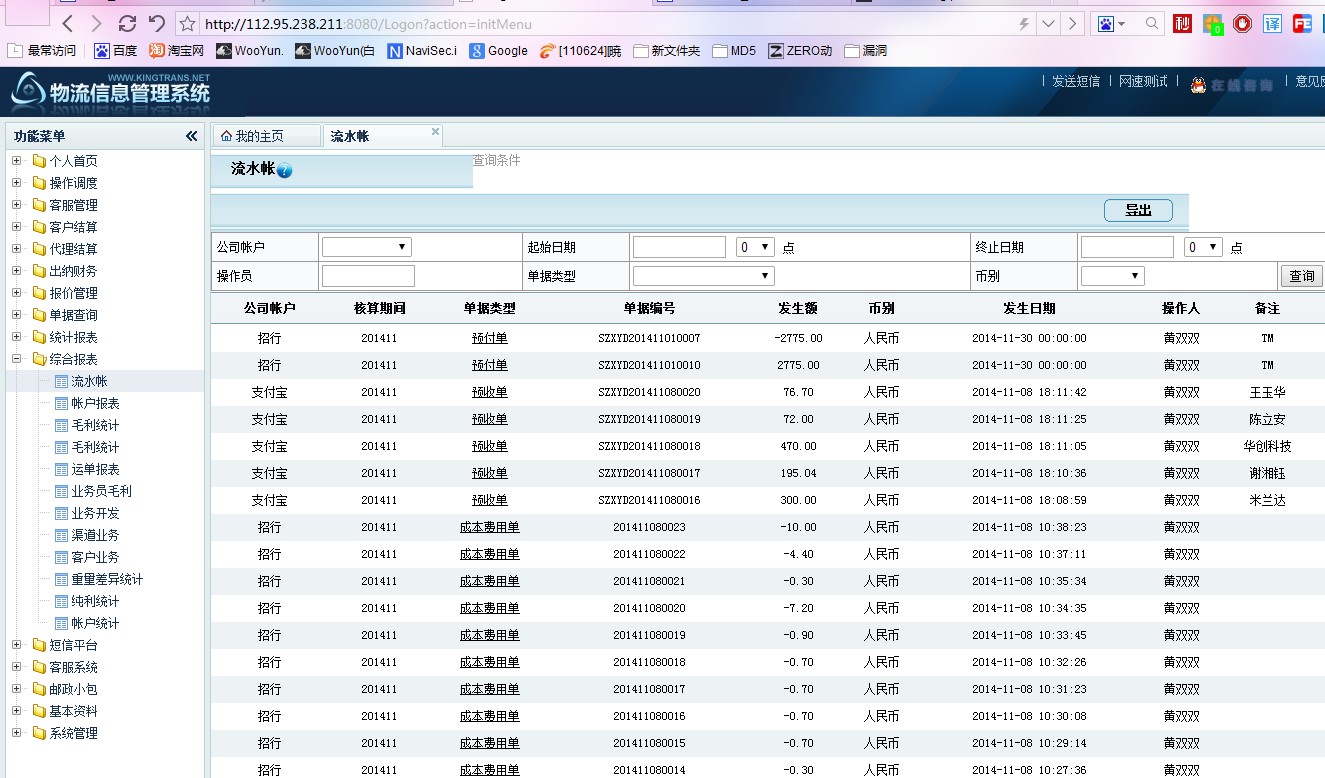 http://112.95.238.211:8080/Logon?action=initMenu
秒 0 译
最常访问 百度 淘宝网 WooYun. WooYun(白 NaviSec.i Google [110624]曉 新文件夹 MD5 ZERO动 漏洞
WWW.KINGTRANS.NET
物流信息管理系统
发送短信 网速测试 在线咨询 意见反
功能菜单 我的主页 流水帐
个人首页
操作调度
客服管理
客户结算
代理结算
出纳财务
报价管理
单据查询
统计报表
综合报表
流水帐
帐户报表
毛利统计
毛利统计
运单报表
业务员毛利
业务开发
渠道业务
客户业务
重量差异统计
纯利统计
帐户统计
短信平台
客服系统
邮政小包
基本资料
系统管理
流水帐 查询条件
导出
公司帐户 起始日期 0 点 终止日期 0 点
操作员 单据类型 币别 查询
公司帐户 核算期间 单据类型 单据编号 发生额 币别 发生日期 操作人 备注
招行 201411 预付单 SZXYD201411010007 -2775.00 人民币 2014-11-30 00:00:00 黄双双 TM
招行 201411 预付单 SZXYD201411010010 2775.00 人民币 2014-11-30 00:00:00 黄双双 TM
支付宝 201411 预收单 SZXYD201411080020 76.70 人民币 2014-11-08 18:11:42 黄双双 王玉华
支付宝 201411 预收单 SZXYD201411080019 72.00 人民币 2014-11-08 18:11:25 黄双双 陈立安
支付宝 201411 预收单 SZXYD201411080018 470.00 人民币 2014-11-08 18:11:05 黄双双 华创科技
支付宝 201411 预收单 SZXYD201411080017 195.04 人民币 2014-11-08 18:10:36 黄双双 谢湘钰
支付宝 201411 预收单 SZXYD201411080016 300.00 人民币 2014-11-08 18:08:59 黄双双 米兰达
招行 201411 成本费用单 201411080023 -10.00 人民币 2014-11-08 10:38:23 黄双双
招行 201411 成本费用单 201411080022 -4.40 人民币 2014-11-08 10:37:11 黄双双
招行 201411 成本费用单 201411080021 -0.30 人民币 2014-11-08 10:35:34 黄双双
招行 201411 成本费用单 201411080020 -7.20 人民币 2014-11-08 10:34:35 黄双双
招行 201411 成本费用单 201411080019 -0.90 人民币 2014-11-08 10:33:45 黄双双
招行 201411 成本费用单 201411080018 -0.70 人民币 2014-11-08 10:32:26 黄双双
招行 201411 成本费用单 201411080017 -0.70 人民币 2014-11-08 10:31:23 黄双双
招行 201411 成本费用单 201411080016 -0.70 人民币 2014-11-08 10:30:08 黄双双
招行 201411 成本费用单 201411080015 -0.70 人民币 2014-11-08 10:29:14 黄双双
招行 201411 成本费用单 201411080014 -0.30 人民币 2014-11-08 10:27:36 黄双双